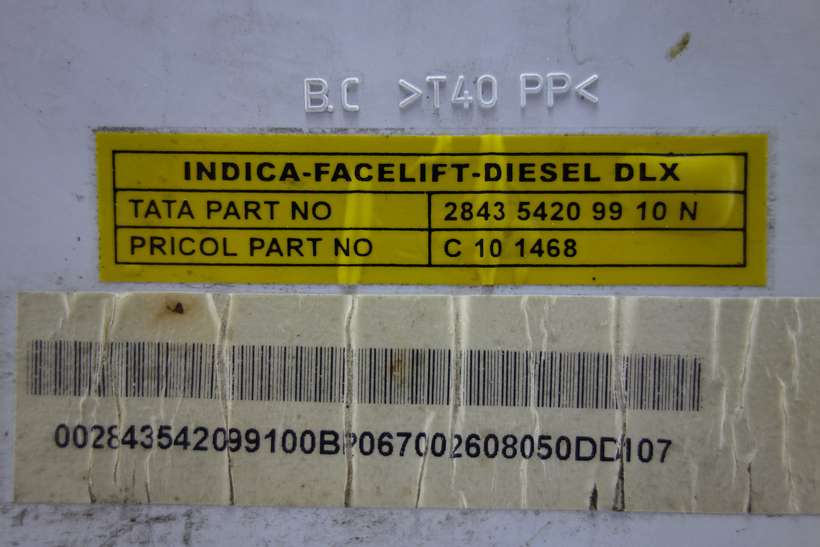 B.C >T40 PP<
INDICA-FACELIFT-DIESEL DLX
TATA PART NO 2843 5420 99 10 N
PRICOL PART NO C 10 1468
002843542099100BP067002608050DD107